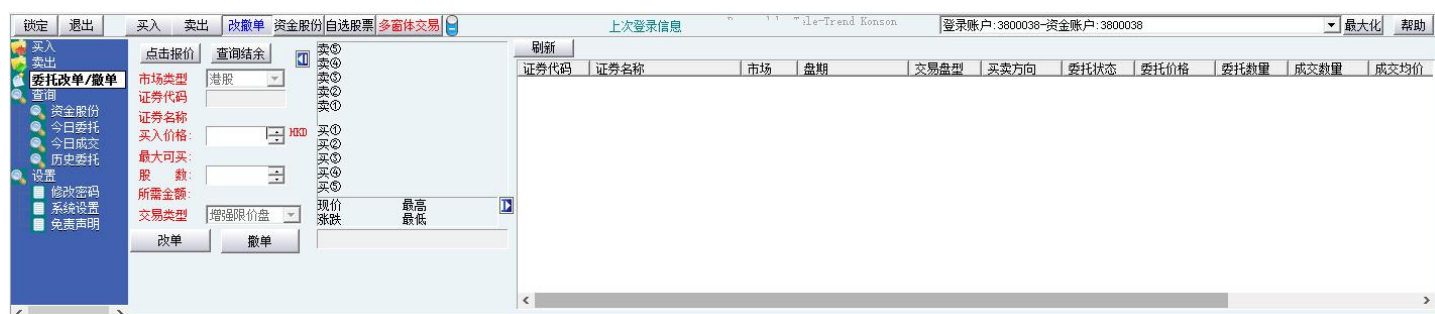 锁定 退出 买入 卖出 改撤单 资金股份 自选股票 多窗体交易 上次登录信息 登录账户:3800038-资金账户:3800038 最大化 帮助
买入
卖出
委托改单/撤单
查询
资金股份
今日委托
今日成交
历史委托
设置
修改密码
系统设置
免责声明
点击报价 查询结余
市场类型 港股
证券代码
证券名称
买入价格: HKD
最大可买:
股 数:
所需金额:
交易类型 增强限价盘
改单 撤单
卖⑤
卖④
卖③
卖②
卖①
买①
买②
买③
买④
买⑤
现价 最高
涨跌 最低
刷新
证券代码 证券名称 市场 盘期 交易盘型 买卖方向 委托状态 委托价格 委托数量 成交数量 成交均价